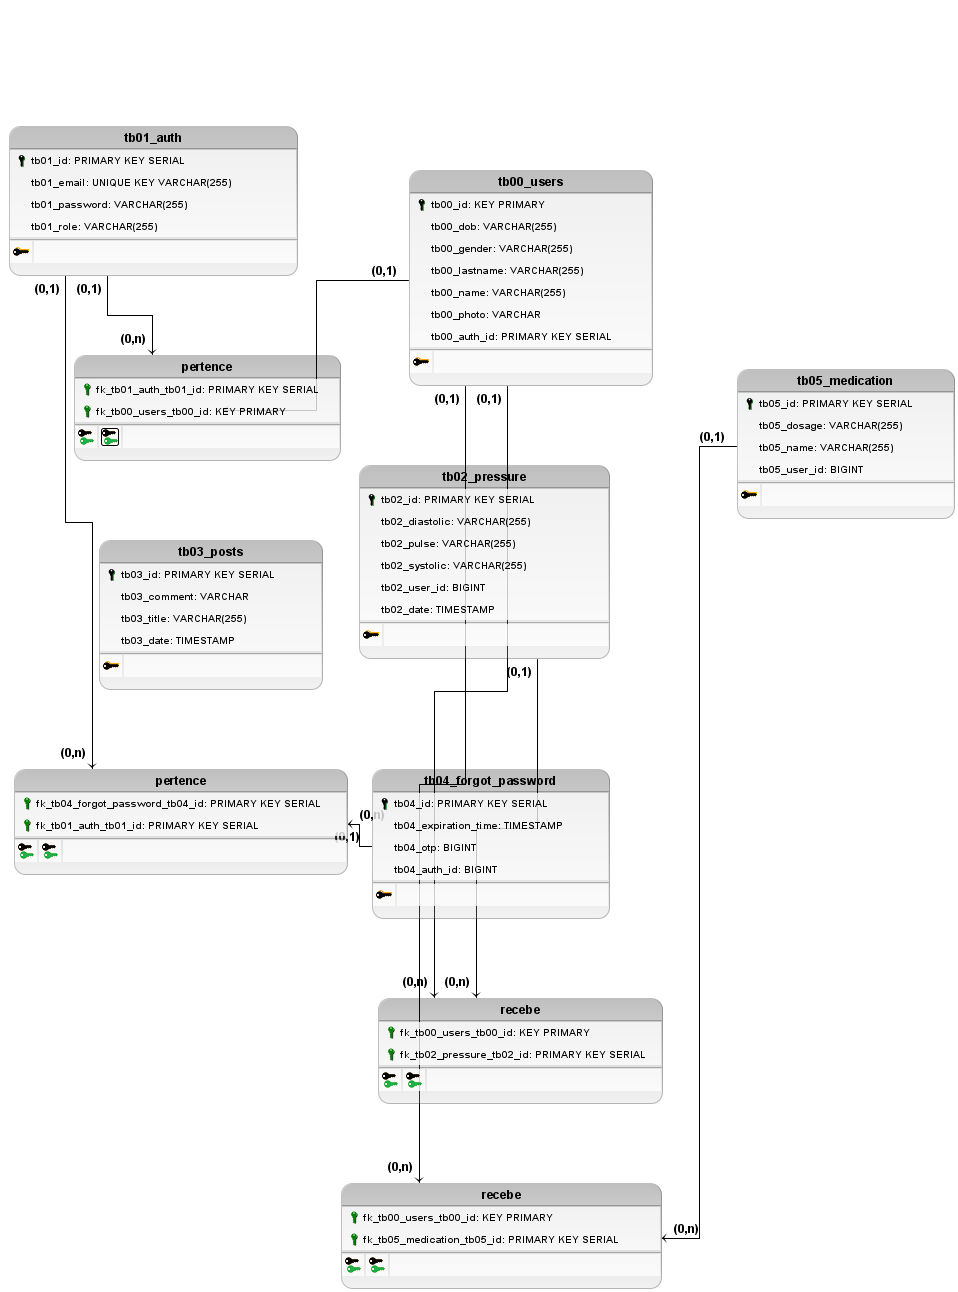 tb01_auth
tb01_id: PRIMARY KEY SERIAL
tb01_email: UNIQUE KEY VARCHAR(255)
tb01_password: VARCHAR(255)
tb01_role: VARCHAR(255)
(0,1)
(0,1)
(0,n)
tb00_users
tb00_id: KEY PRIMARY
tb00_dob: VARCHAR(255)
tb00_gender: VARCHAR(255)
tb00_lastname: VARCHAR(255)
tb00_name: VARCHAR(255)
tb00_photo: VARCHAR
tb00_auth_id: PRIMARY KEY SERIAL
(0,1)
(0,1)
(0,1)
pertence
fk_tb01_auth_tb01_id: PRIMARY KEY SERIAL
fk_tb00_users_tb00_id: KEY PRIMARY
tb05_medication
tb05_id: PRIMARY KEY SERIAL
tb05_dosage: VARCHAR(255)
tb05_name: VARCHAR(255)
tb05_user_id: BIGINT
(0,1)
tb02_pressure
tb02_id: PRIMARY KEY SERIAL
tb02_diastolic: VARCHAR(255)
tb02_pulse: VARCHAR(255)
tb02_systolic: VARCHAR(255)
tb02_user_id: BIGINT
tb02_date: TIMESTAMP
(0,1)
tb03_posts
tb03_id: PRIMARY KEY SERIAL
tb03_comment: VARCHAR
tb03_title: VARCHAR(255)
tb03_date: TIMESTAMP
(0,n)
pertence
fk_tb04_forgot_password_tb04_id: PRIMARY KEY SERIAL
fk_tb01_auth_tb01_id: PRIMARY KEY SERIAL
(0,n)
(0,1)
tb04_forgot_password
tb04_id: PRIMARY KEY SERIAL
tb04_expiration_time: TIMESTAMP
tb04_otp: BIGINT
tb04_auth_id: BIGINT
(0,n)
(0,n)
recebe
fk_tb00_users_tb00_id: KEY PRIMARY
fk_tb02_pressure_tb02_id: PRIMARY KEY SERIAL
(0,n)
recebe
fk_tb00_users_tb00_id: KEY PRIMARY
fk_tb05_medication_tb05_id: PRIMARY KEY SERIAL
(0,n)